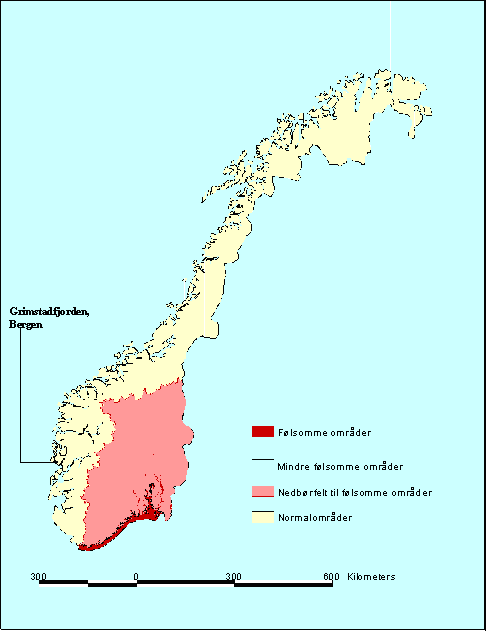 Grimstadfjorden,
Bergen
Følsomme områder
Mindre følsomme områder
Nedbørfelt til følsomme områder
Normalområder
300 0 300 600 Kilometers